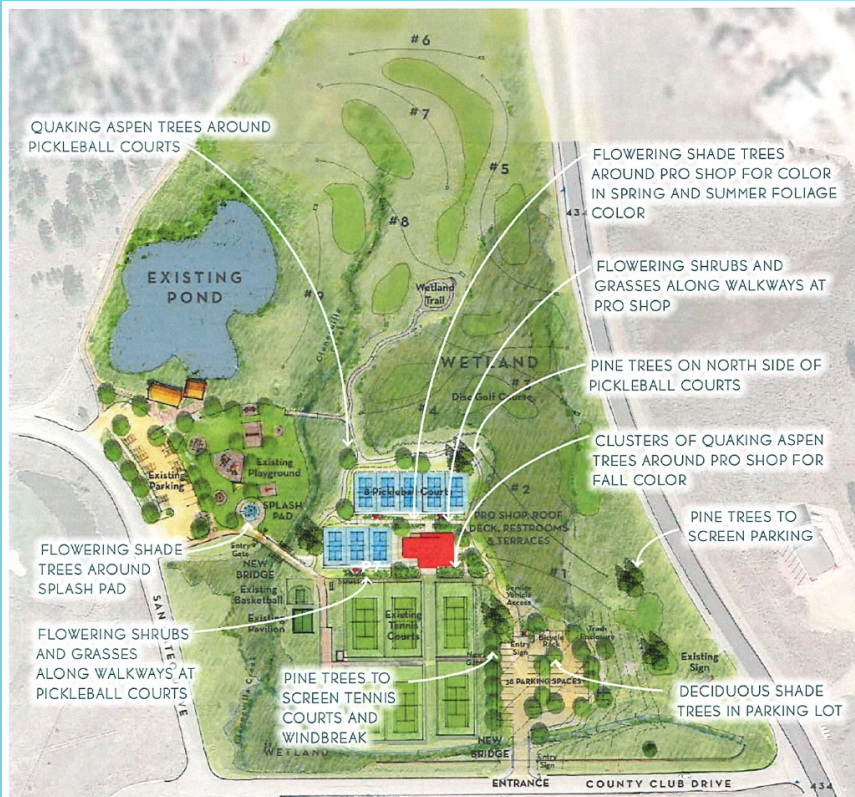 #6
#7
QUAKING ASPEN TREES AROUND
PICKLEBALL COURTS
#5
FLOWERING SHADE TREES
AROUND PRO SHOP FOR COLOR
IN SPRING AND SUMMER FOLIAGE
COLOR
434
#8
EXISTING
POND
#9
Wetland
Trail
FLOWERING SHRUBS AND
GRASSES ALONG WALKWAYS AT
PRO SHOP
WETLAND
#3
Disc Golf Course
#4
PINE TREES ON NORTH SIDE OF
PICKLEBALL COURTS
CLUSTERS OF QUAKING ASPEN
TREES AROUND PRO SHOP FOR
FALL COLOR
Existing
Parking
Existing
Playground
8 Pickleball Court
#2
SPLASH
PAD
PRO SHOP, ROOF
DECK, RESTROOMS
& TERRACES
PINE TREES TO
SCREEN PARKING
FLOWERING SHADE
TREES AROUND
SPLASH PAD
Entry
Gate
NEW
BRIDGE
#1
Service
Vehicle
Access
Existing
Basketball
Existing
Pavilion
Existing
Tennis
Courts
FLOWERING SHRUBS
AND GRASSES
ALONG WALKWAYS AT
PICKLEBALL COURTS
Entry
Sign
Bicycle
Rack
Trash
Enclosure
Existing
Sign
PINE TREES TO
SCREEN TENNIS
COURTS AND
WINDBREAK
38 PARKING SPACES
DECIDUOUS SHADE
TREES IN PARKING LOT
WETLAND
NEW
BRIDGE
Entry
Sign
ENTRANCE
COUNTY CLUB DRIVE
434